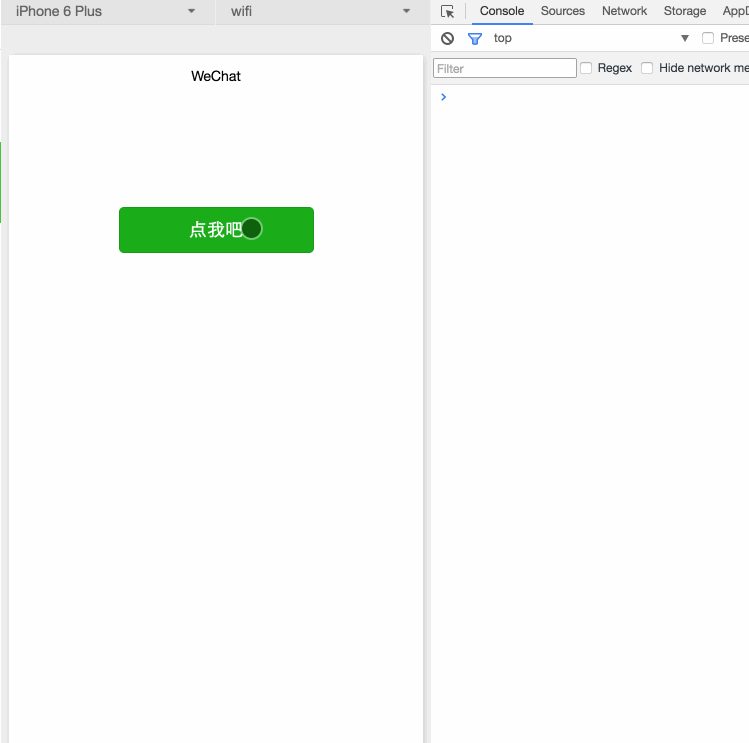 iPhone 6 Plus wifi
Console Sources Network Storage AppD
top Prese
Filter Regex Hide network me
WeChat
点我吧